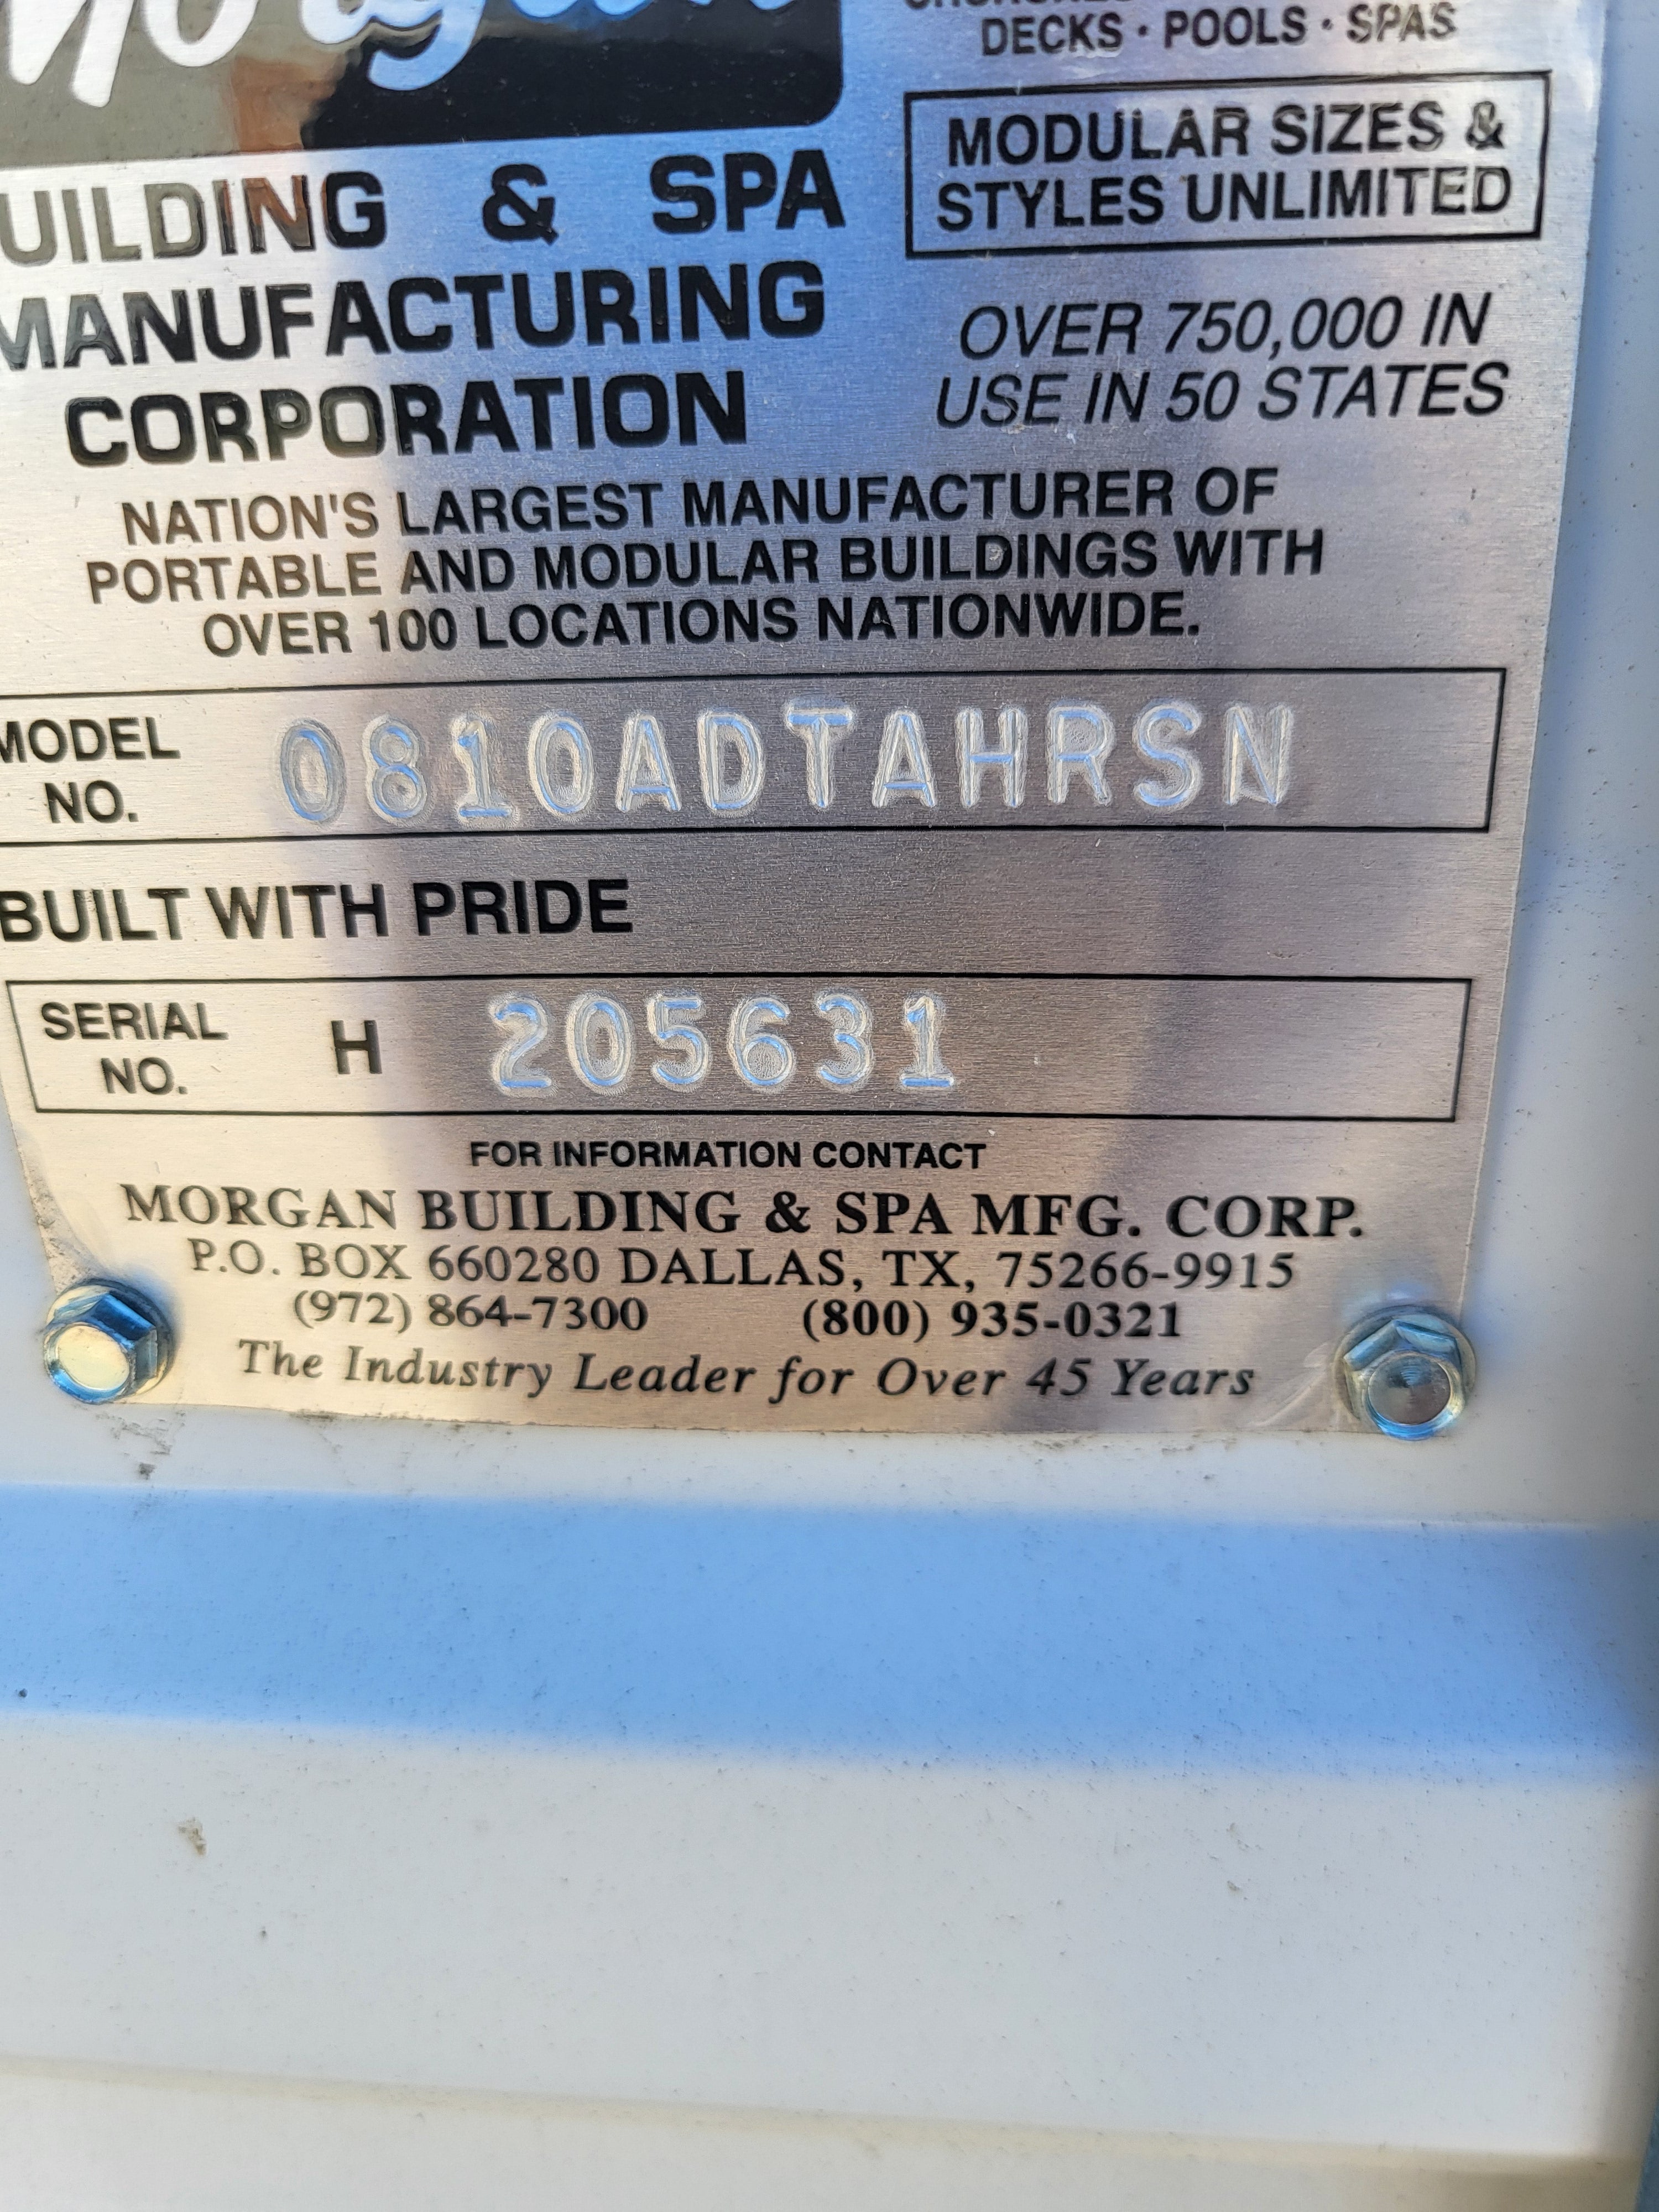 DECKS · POOLS · SPAS
MODULAR SIZES &
STYLES UNLIMITED
UILDING & SPA
MANUFACTURING
CORPORATION
OVER 750,000 IN
USE IN 50 STATES
NATION'S LARGEST MANUFACTURER OF
PORTABLE AND MODULAR BUILDINGS WITH
OVER 100 LOCATIONS NATIONWIDE.
MODEL
NO.
0810ADTAHRSN
BUILT WITH PRIDE
SERIAL
NO.
H 205631
FOR INFORMATION CONTACT
MORGAN BUILDING & SPA MFG. CORP.
P.O. BOX 660280 DALLAS, TX, 75266-9915
(972) 864-7300 (800) 935-0321
The Industry Leader for Over 45 Years